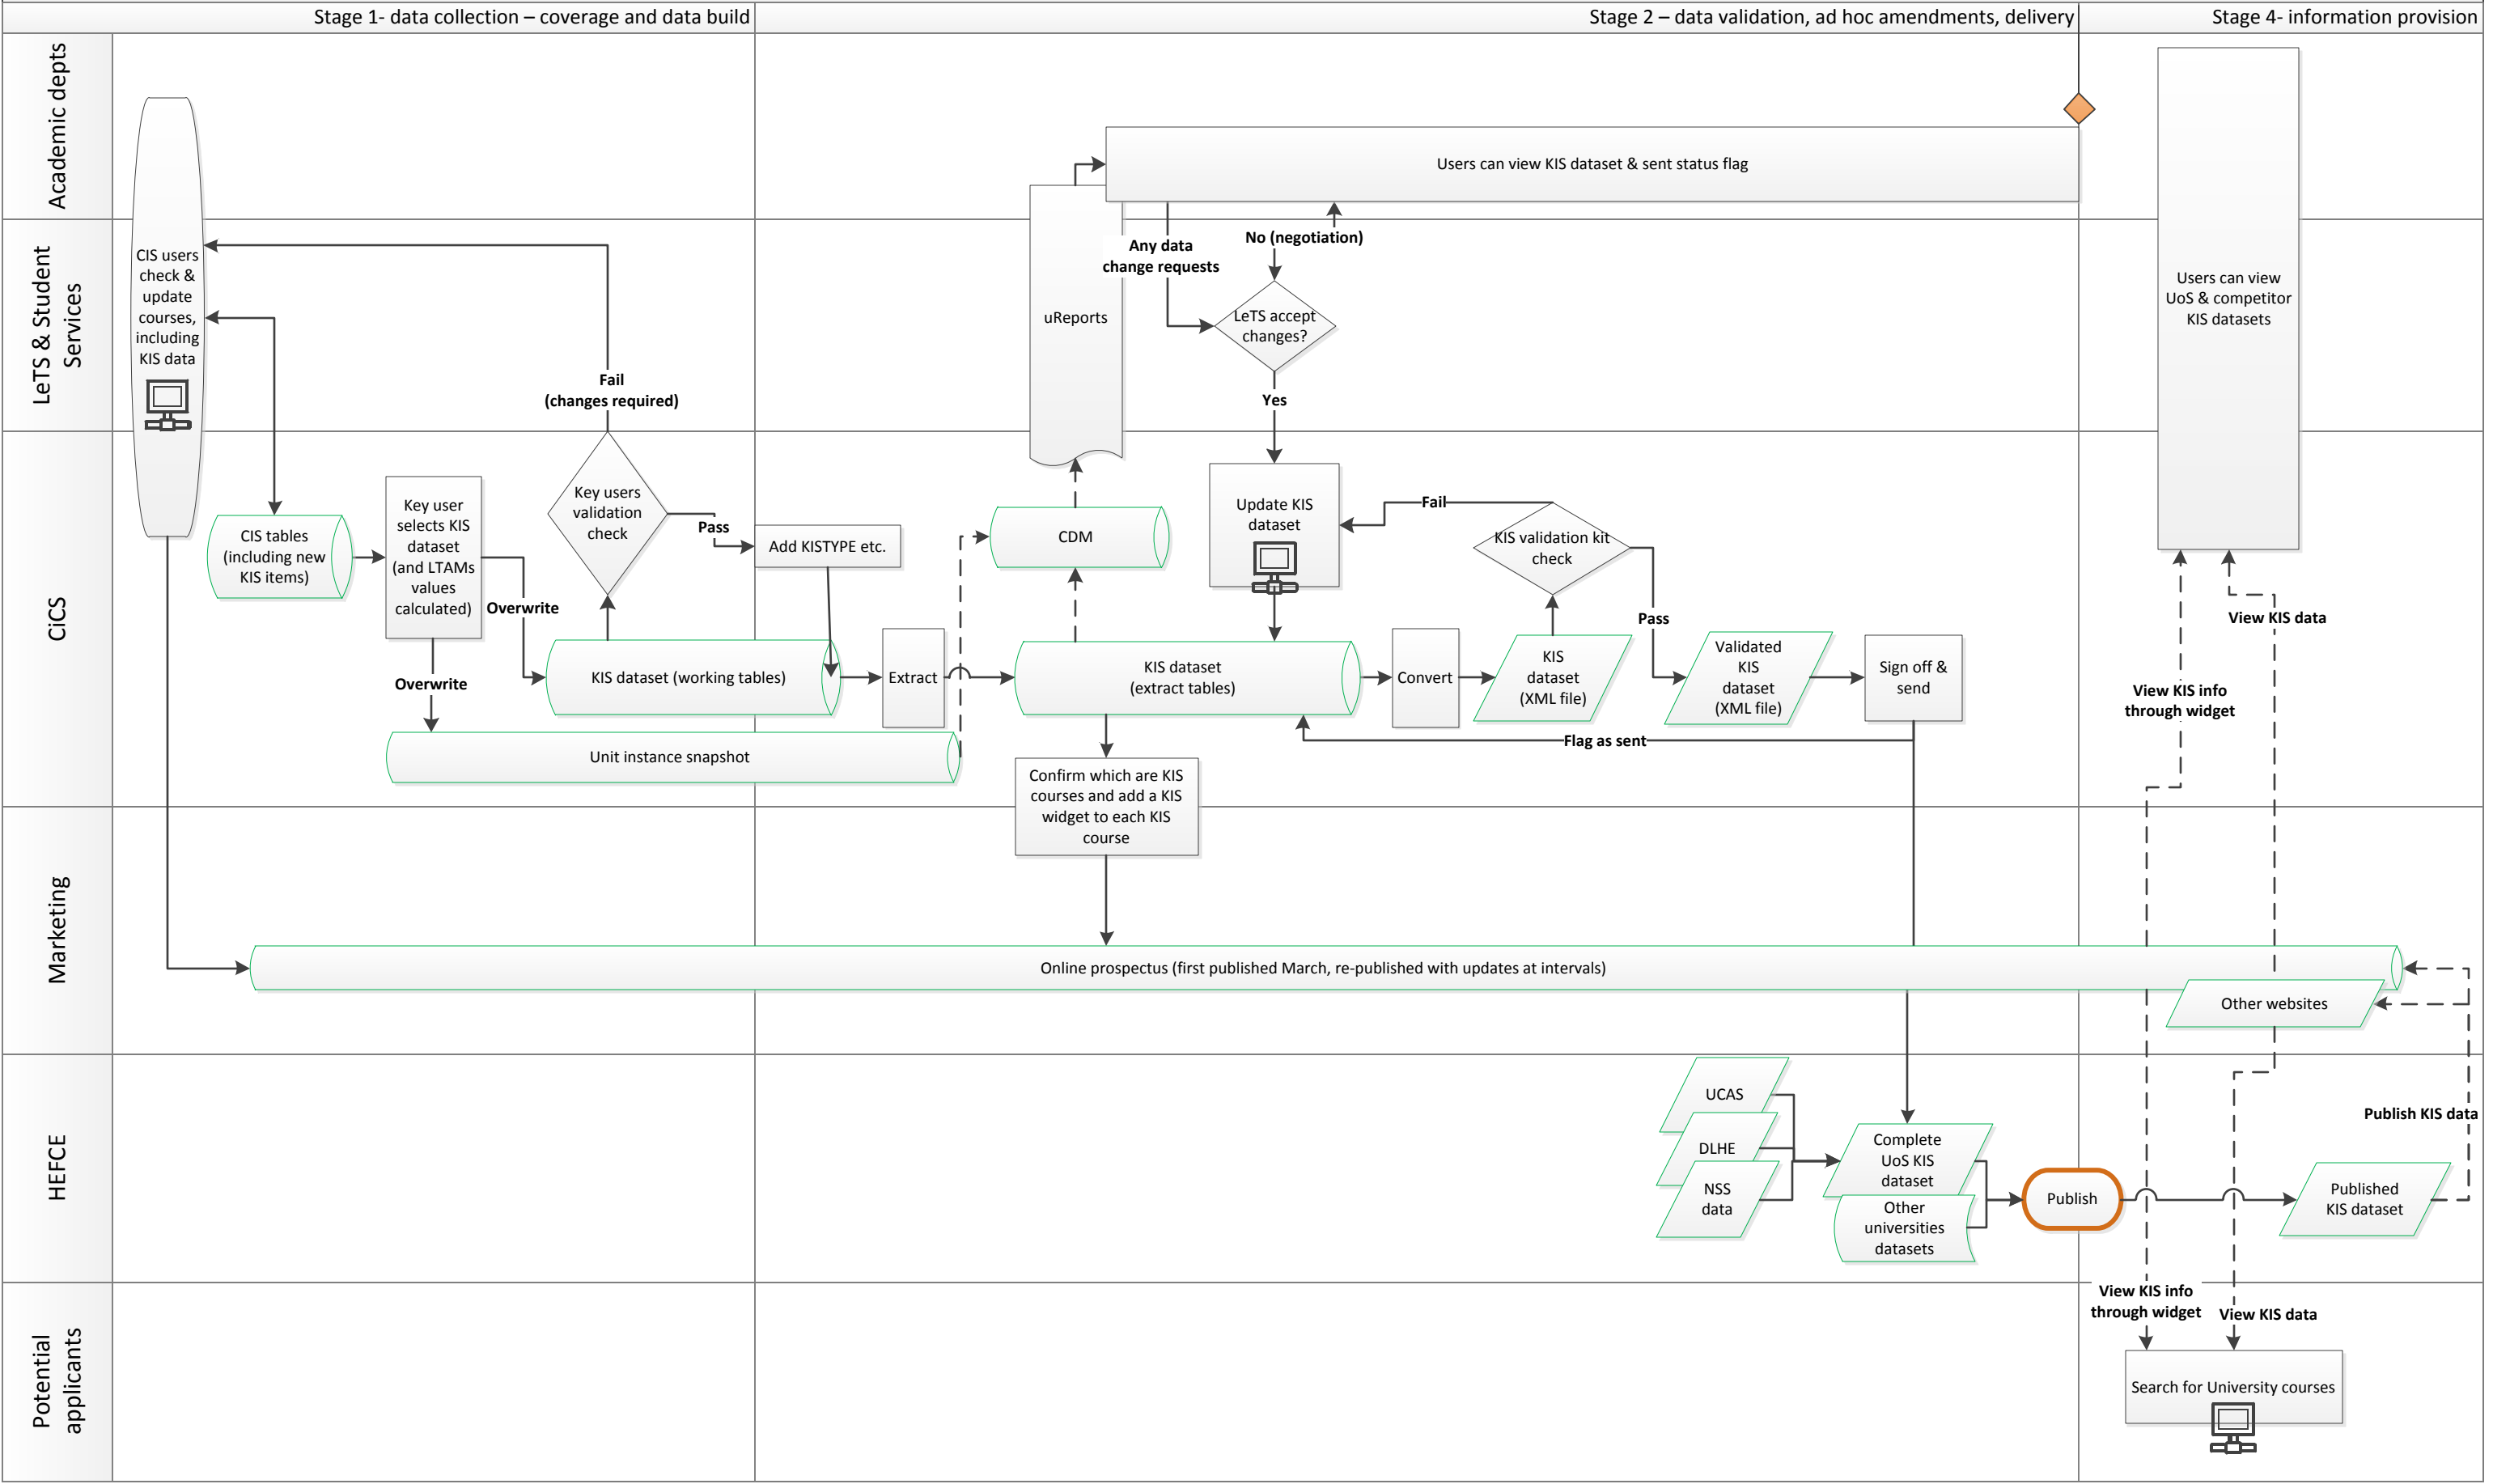 Stage 1- data collection – coverage and data build
Stage 2 – data validation, ad hoc amendments, delivery
Stage 4- information provision
Academic depts
Users can view KIS dataset & sent status flag
LeTS & Student
Services
CIS users
check &
update
courses,
including
KIS data
Fail
(changes required)
uReports
Any data
change requests
No (negotiation)
LeTS accept
changes?
Yes
Users can view
UoS & competitor
KIS datasets
CiCS
CIS tables
(including new
KIS items)
Key user
selects KIS
dataset
(and LTAMs
values
calculated)
Overwrite
Overwrite
Key users
validation
check
Pass
Add KISTYPE etc.
KIS dataset (working tables)
Unit instance snapshot
Extract
CDM
KIS dataset
(extract tables)
Update KIS
dataset
Fail
KIS validation kit
check
Pass
Convert
KIS
dataset
(XML file)
Validated
KIS
dataset
(XML file)
Sign off &
send
Flag as sent
Confirm which are KIS
courses and add a KIS
widget to each KIS
course
View KIS data
View KIS info
through widget
Marketing
Online prospectus (first published March, re-published with updates at intervals)
Other websites
HEFCE
UCAS
DLHE
NSS
data
Complete
UoS KIS
dataset
Other
universities
datasets
Publish
Published
KIS dataset
Publish KIS data
Potential
applicants
View KIS info
through widget
View KIS data
Search for University courses